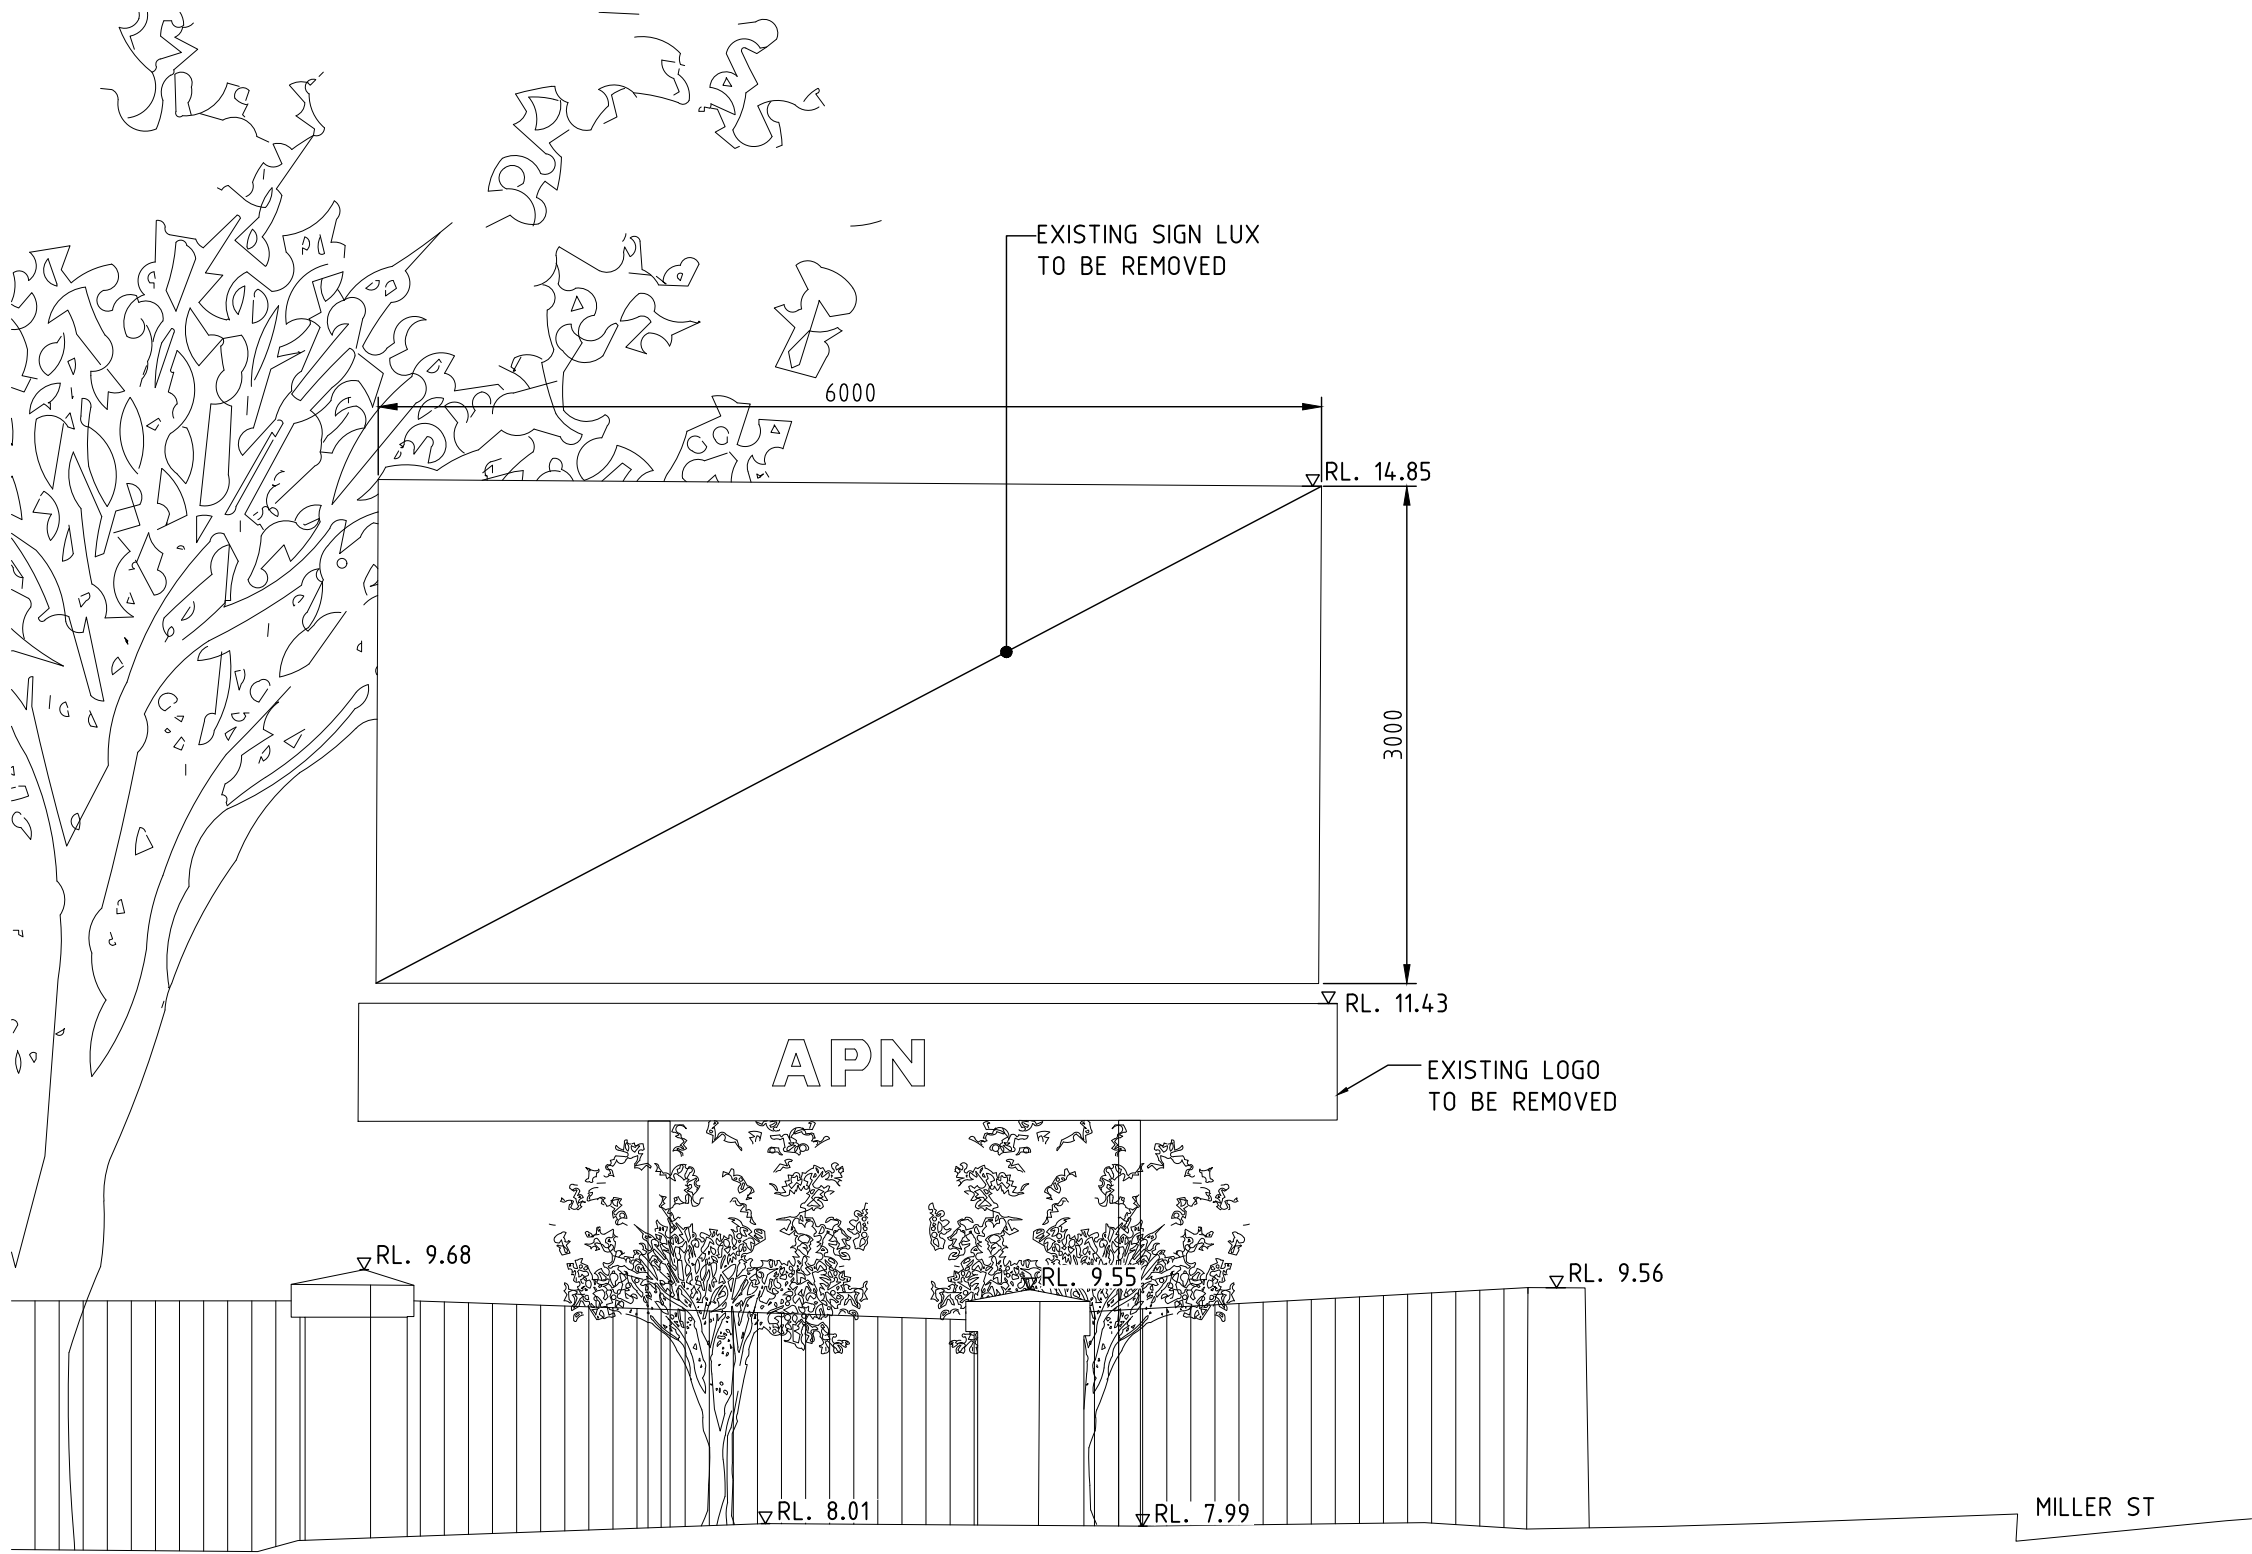 EXISTING SIGN LUX
TO BE REMOVED
6000
RL. 14.85
3000
RL. 11.43
APN
EXISTING LOGO
TO BE REMOVED
RL. 9.68
RL. 9.55
RL. 9.56
RL. 8.01
RL. 7.99
MILLER ST